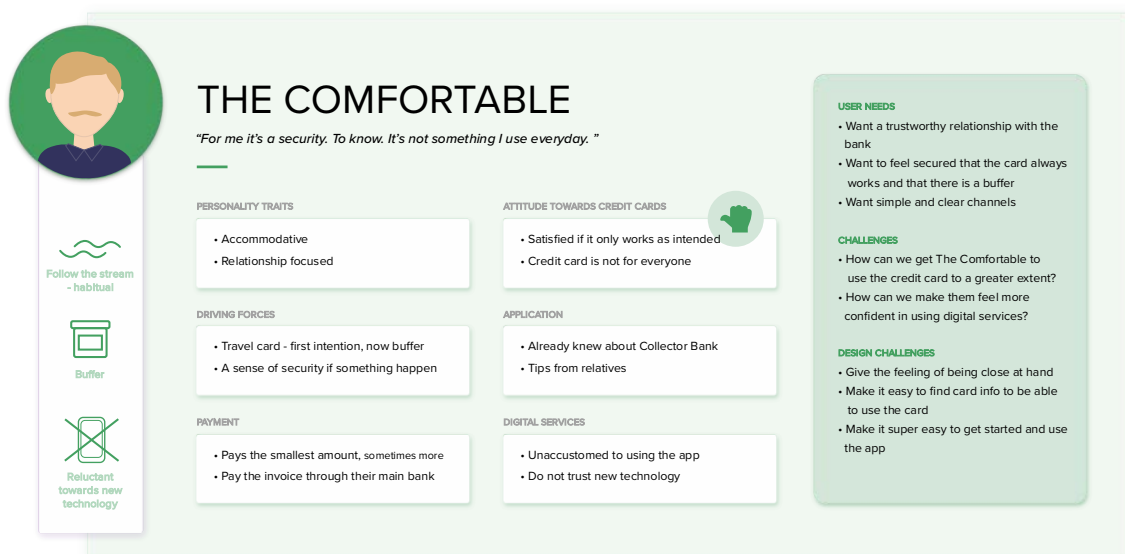 THE COMFORTABLE
“For me it’s a security. To know. It’s not something I use everyday. ”
Follow the stream
- habitual
Buffer
Reluctant
towards new
technology
PERSONALITY TRAITS
• Accommodative
• Relationship focused
ATTITUDE TOWARDS CREDIT CARDS
• Satisfied if it only works as intended
• Credit card is not for everyone
DRIVING FORCES
• Travel card - first intention, now buffer
• A sense of security if something happen
APPLICATION
• Already knew about Collector Bank
• Tips from relatives
PAYMENT
• Pays the smallest amount, sometimes more
• Pay the invoice through their main bank
DIGITAL SERVICES
• Unaccustomed to using the app
• Do not trust new technology
USER NEEDS
• Want a trustworthy relationship with the
bank
• Want to feel secured that the card always
works and that there is a buffer
• Want simple and clear channels
CHALLENGES
• How can we get The Comfortable to
use the credit card to a greater extent?
• How can we make them feel more
confident in using digital services?
DESIGN CHALLENGES
• Give the feeling of being close at hand
• Make it easy to find card info to be able
to use the card
• Make it super easy to get started and use
the app